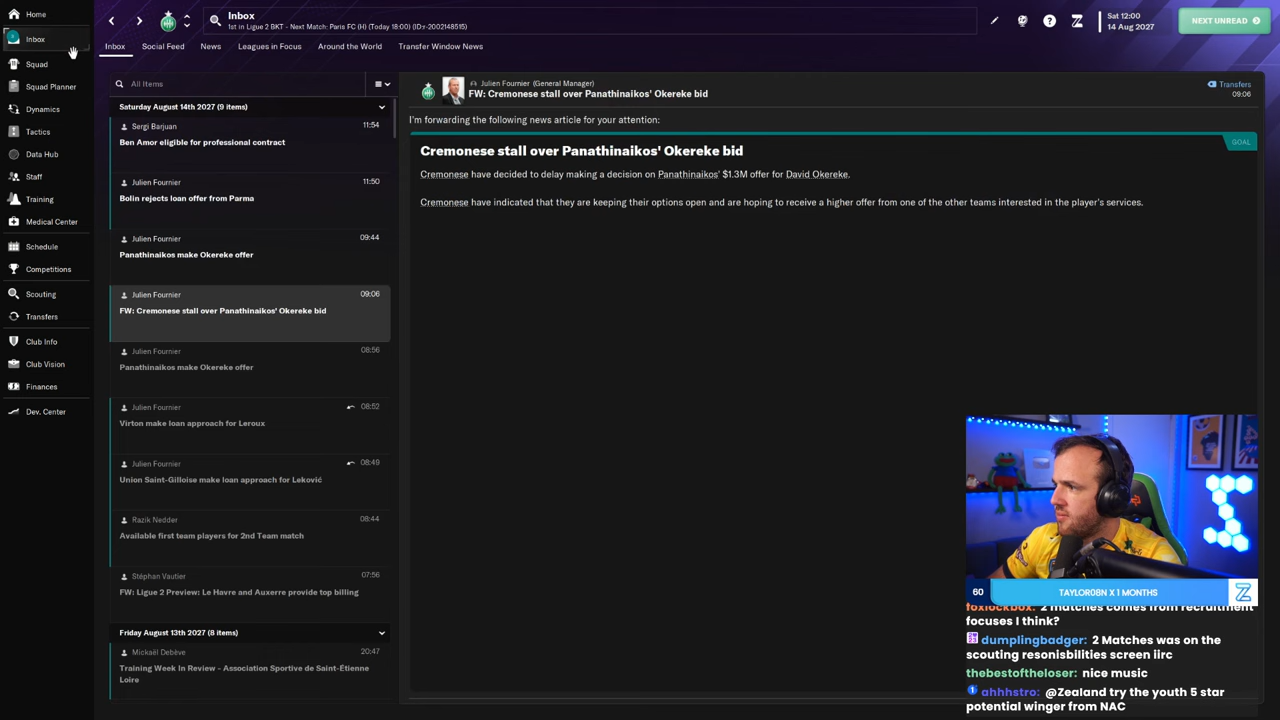 Home
Inbox
Squad
Squad Planner
Dynamics
Tactics
Data Hub
Staff
Training
Medical Center
Schedule
Competitions
Scouting
Transfers
Club Info
Club Vision
Finances
Dev. Center
Inbox
1st in Ligue 2 BKT - Next Match: Paris FC (H) (Today 18:00) (ID:r-2002148515)
Sat 12:00
14 Aug 2027
NEXT UNREAD
Inbox Social Feed News Leagues in Focus Around the World Transfer Window News
All Items
Saturday August 14th 2027 (9 items)
Sergi Barjuan 11:54
Ben Amor eligible for professional contract
Julien Fournier 11:50
Bolin rejects loan offer from Parma
Julien Fournier 09:44
Panathinaikos make Okereke offer
Julien Fournier 09:06
FW: Cremonese stall over Panathinaikos' Okereke bid
Julien Fournier 08:56
Panathinaikos make Okereke offer
Julien Fournier 08:52
Virton make loan approach for Leroux
Julien Fournier 08:49
Union Saint-Gilloise make loan approach for Leković
Razik Nedder 08:44
Available first team players for 2nd Team match
Stéphan Vautier 07:56
FW: Ligue 2 Preview: Le Havre and Auxerre provide top billing
Friday August 13th 2027 (8 items)
Mickaël Debève 20:47
Training Week In Review - Association Sportive de Saint-Étienne
Loire
Julien Fournier (General Manager)
FW: Cremonese stall over Panathinaikos' Okereke bid
Transfers
09:06
I'm forwarding the following news article for your attention:
GOAL
Cremonese stall over Panathinaikos' Okereke bid
Cremonese have decided to delay making a decision on Panathinaikos' $1.3M offer for David Okereke.
Cremonese have indicated that they are keeping their options open and are hoping to receive a higher offer from one of the other teams interested in the player's services.
60 TAYLOR08N X 1 MONTHS
foxlockbox: 2 matches comes from recruitment
focuses I think?
dumplingbadger: 2 Matches was on the
scouting resonisbilities screen iirc
thebestoftheloser: nice music
ahhhstro: @Zealand try the youth 5 star
potential winger from NAC